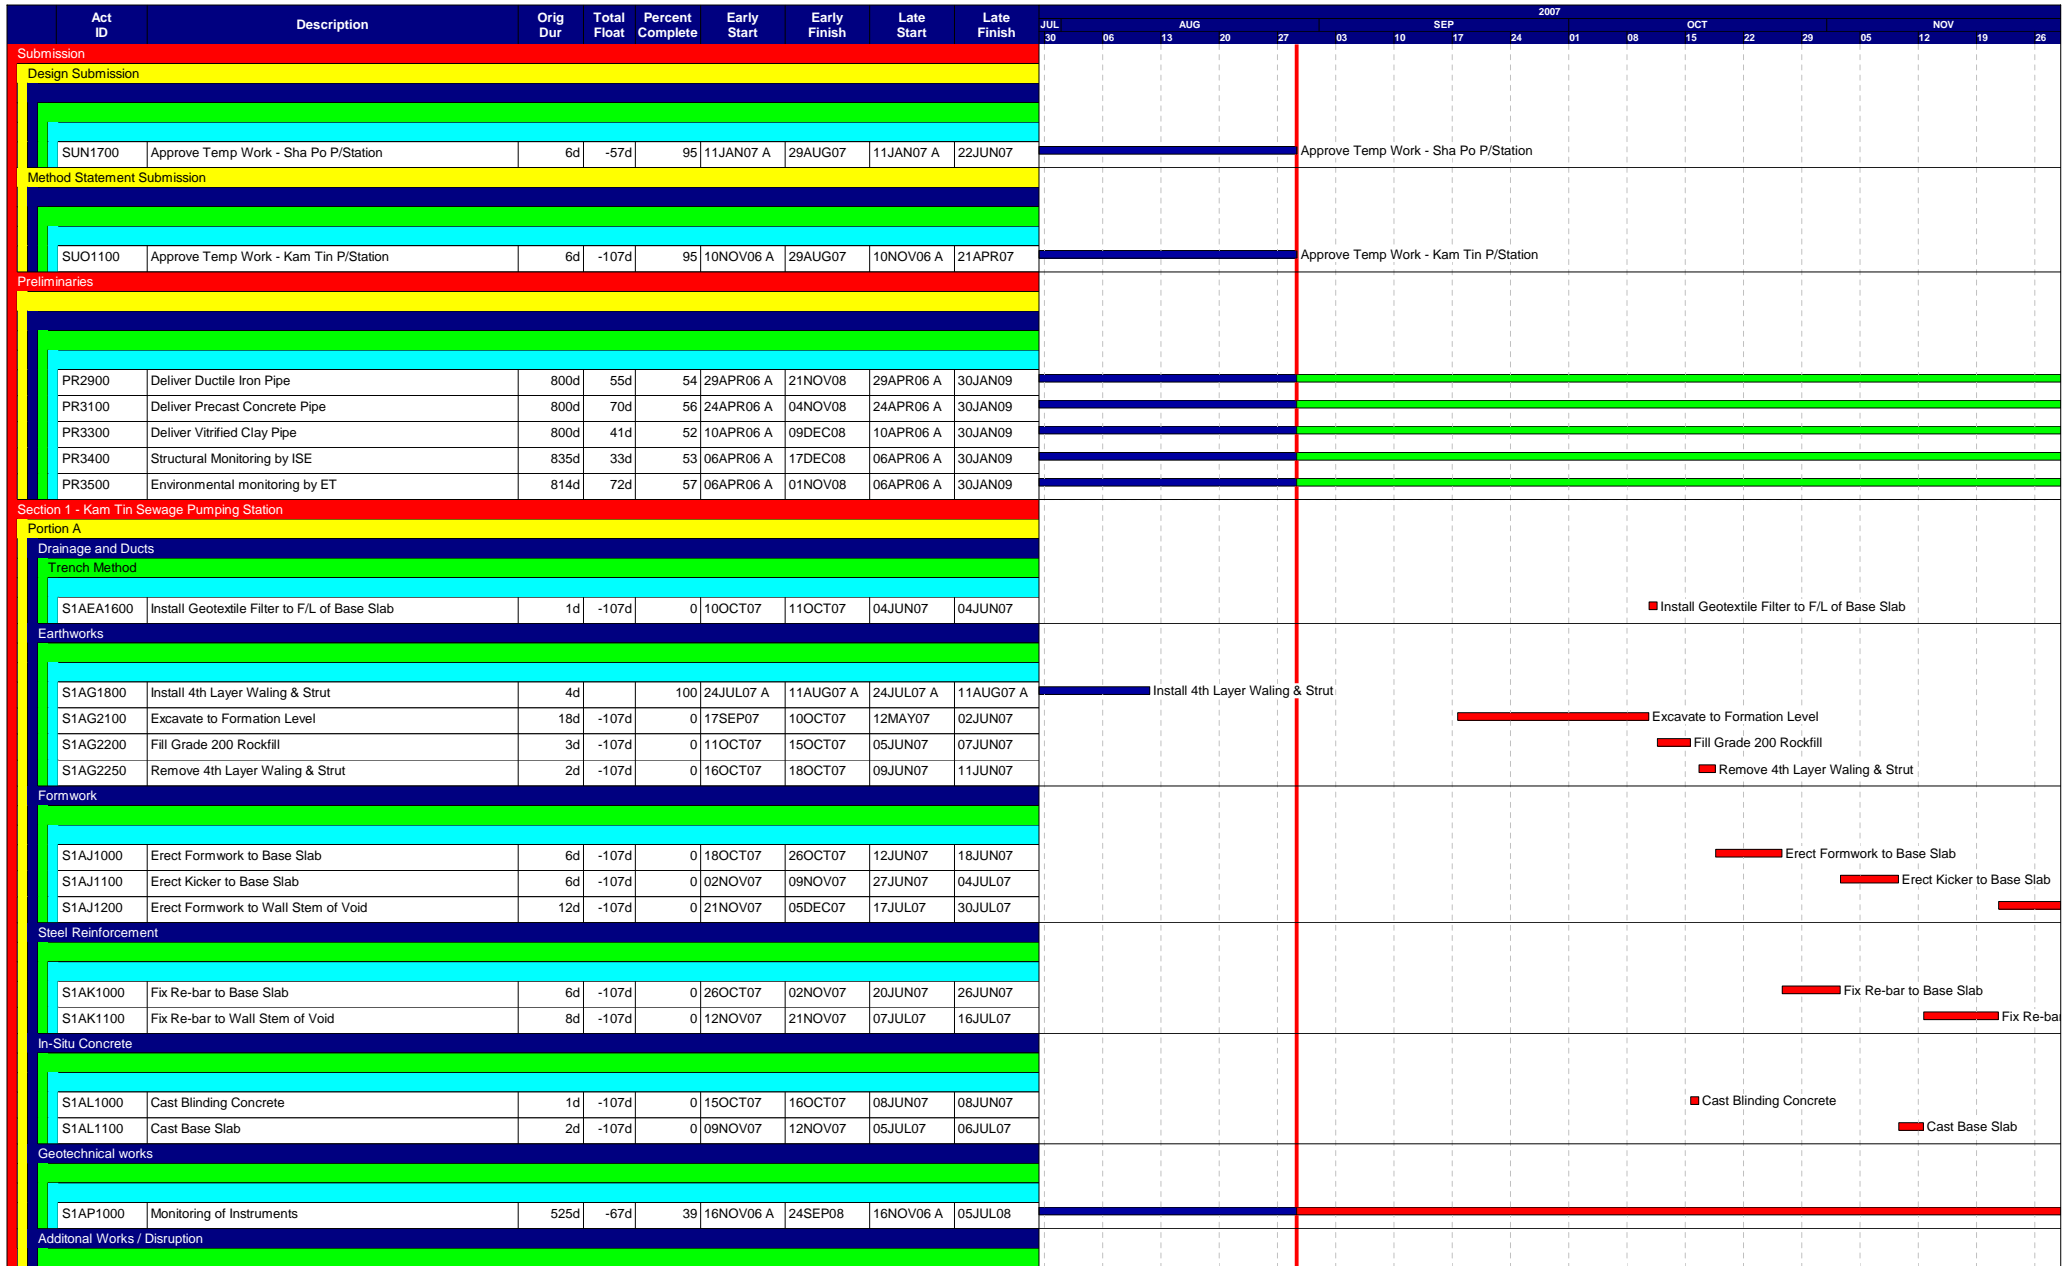 2007
Act ID Description Orig Dur Total Float Percent Complete Early Start Early Finish Late Start Late Finish JUL AUG SEP OCT NOV
30 06 13 20 27 03 10 17 24 01 08 15 22 29 05 12 19 26
Submission
Design Submission
SUN1700 Approve Temp Work - Sha Po P/Station 6d -57d 95 11JAN07 A 29AUG07 11JAN07 A 22JUN07 Approve Temp Work - Sha Po P/Station
Method Statement Submission
SUO1100 Approve Temp Work - Kam Tin P/Station 6d -107d 95 10NOV06 A 29AUG07 10NOV06 A 21APR07 Approve Temp Work - Kam Tin P/Station
Preliminaries
PR2900 Deliver Ductile Iron Pipe 800d 55d 54 29APR06 A 21NOV08 29APR06 A 30JAN09
PR3100 Deliver Precast Concrete Pipe 800d 70d 56 24APR06 A 04NOV08 24APR06 A 30JAN09
PR3300 Deliver Vitrified Clay Pipe 800d 41d 52 10APR06 A 09DEC08 10APR06 A 30JAN09
PR3400 Structural Monitoring by ISE 835d 33d 53 06APR06 A 17DEC08 06APR06 A 30JAN09
PR3500 Environmental monitoring by ET 814d 72d 57 06APR06 A 01NOV08 06APR06 A 30JAN09
Section 1 - Kam Tin Sewage Pumping Station
Portion A
Drainage and Ducts
Trench Method
S1AEA1600 Install Geotextile Filter to F/L of Base Slab 1d -107d 0 10OCT07 11OCT07 04JUN07 04JUN07 Install Geotextile Filter to F/L of Base Slab
Earthworks
S1AG1800 Install 4th Layer Waling & Strut 4d 100 24JUL07 A 11AUG07 A 24JUL07 A 11AUG07 A Install 4th Layer Waling & Strut
S1AG2100 Excavate to Formation Level 18d -107d 0 17SEP07 10OCT07 12MAY07 02JUN07 Excavate to Formation Level
S1AG2200 Fill Grade 200 Rockfill 3d -107d 0 11OCT07 15OCT07 05JUN07 07JUN07 Fill Grade 200 Rockfill
S1AG2250 Remove 4th Layer Waling & Strut 2d -107d 0 16OCT07 18OCT07 09JUN07 11JUN07 Remove 4th Layer Waling & Strut
Formwork
S1AJ1000 Erect Formwork to Base Slab 6d -107d 0 18OCT07 26OCT07 12JUN07 18JUN07 Erect Formwork to Base Slab
S1AJ1100 Erect Kicker to Base Slab 6d -107d 0 02NOV07 09NOV07 27JUN07 04JUL07 Erect Kicker to Base Slab
S1AJ1200 Erect Formwork to Wall Stem of Void 12d -107d 0 21NOV07 05DEC07 17JUL07 30JUL07
Steel Reinforcement
S1AK1000 Fix Re-bar to Base Slab 6d -107d 0 26OCT07 02NOV07 20JUN07 26JUN07 Fix Re-bar to Base Slab
S1AK1100 Fix Re-bar to Wall Stem of Void 8d -107d 0 12NOV07 21NOV07 07JUL07 16JUL07 Fix Re-bar
In-Situ Concrete
S1AL1000 Cast Blinding Concrete 1d -107d 0 15OCT07 16OCT07 08JUN07 08JUN07 Cast Blinding Concrete
S1AL1100 Cast Base Slab 2d -107d 0 09NOV07 12NOV07 05JUL07 06JUL07 Cast Base Slab
Geotechnical works
S1AP1000 Monitoring of Instruments 525d -67d 39 16NOV06 A 24SEP08 16NOV06 A 05JUL08
Additonal Works / Disruption